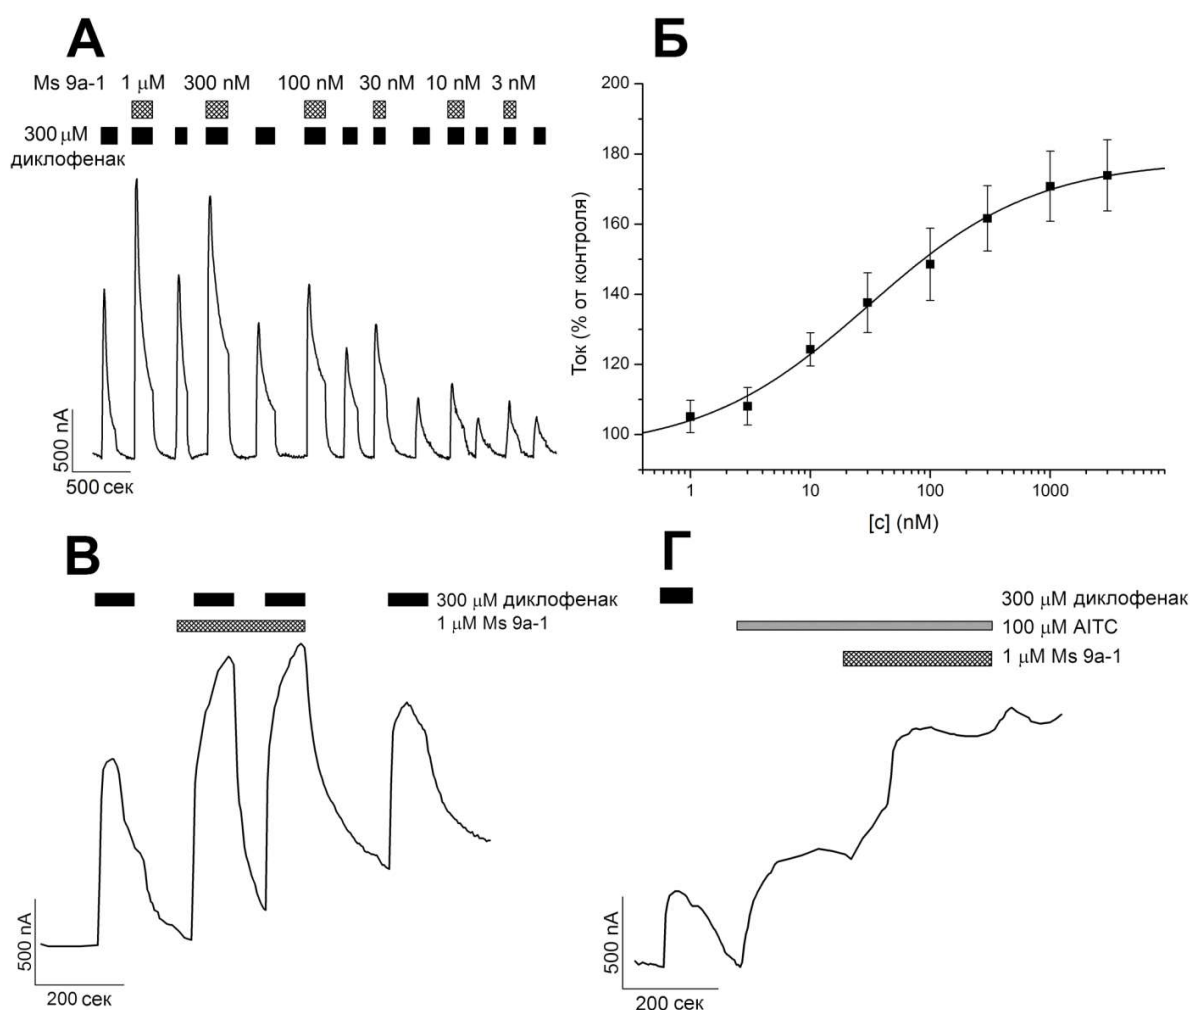 А
Ms 9a-1 1 μM 300 nM 100 nM 30 nM 10 nM 3 nM
300 μM
диклофенак
500 nA
500 сек
Б
200
180
160
140
120
100
Ток (% от контроля)
1 10 100 1000
[c] (nM)
В
300 μM диклофенак
1 μM Ms 9a-1
500 nA
200 сек
Г
300 μM диклофенак
100 μM AITC
1 μM Ms 9a-1
500 nA
200 сек